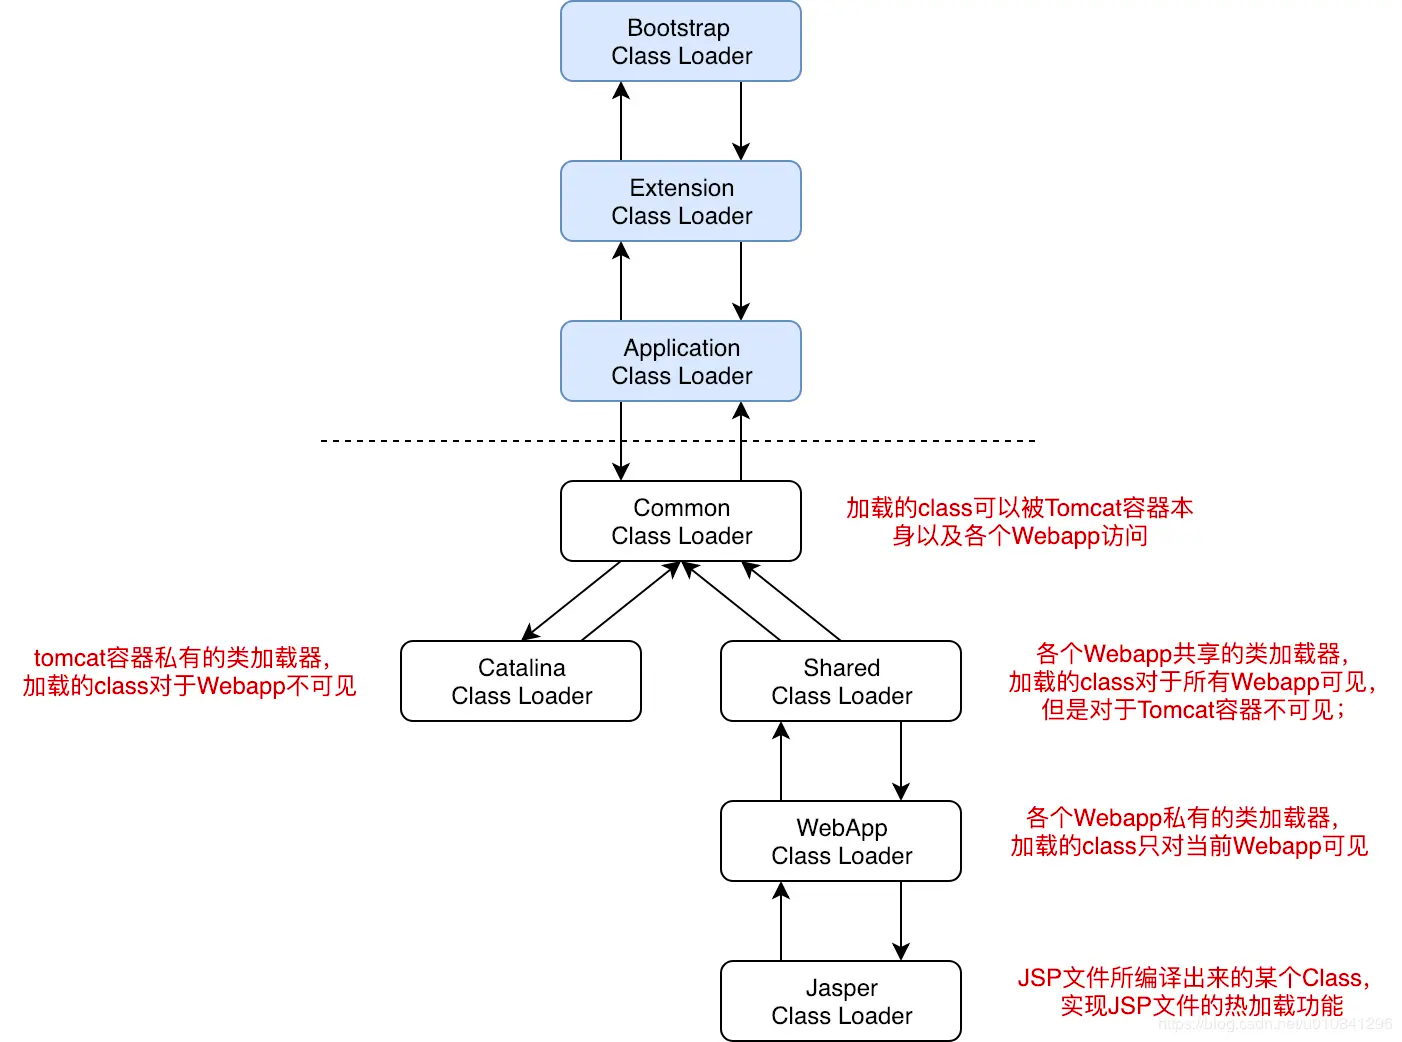 Bootstrap
Class Loader
Extension
Class Loader
Application
Class Loader
Common
Class Loader
加载的class可以被Tomcat容器本
身以及各个Webapp访问
tomcat容器私有的类加载器，
加载的class对于Webapp不可见
Catalina
Class Loader
Shared
Class Loader
各个Webapp共享的类加载器，
加载的class对于所有Webapp可见，
但是对于Tomcat容器不可见；
WebApp
Class Loader
各个Webapp私有的类加载器，
加载的class只对当前Webapp可见
Jasper
Class Loader
JSP文件所编译出来的某个Class，
实现JSP文件的热加载功能
https://blog.csdn.net/u010841296